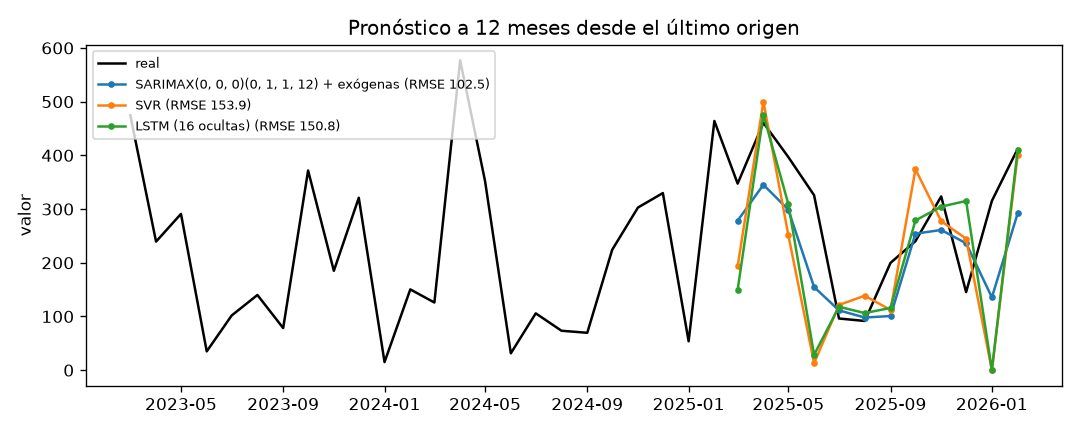 Pronóstico a 12 meses desde el último origen
600
500
400
300
200
100
0
valor
real
SARIMAX(0, 0, 0)(0, 1, 1, 12) + exógenas (RMSE 102.5)
SVR (RMSE 153.9)
LSTM (16 ocultas) (RMSE 150.8)
2023-05 2023-09 2024-01 2024-05 2024-09 2025-01 2025-05 2025-09 2026-01